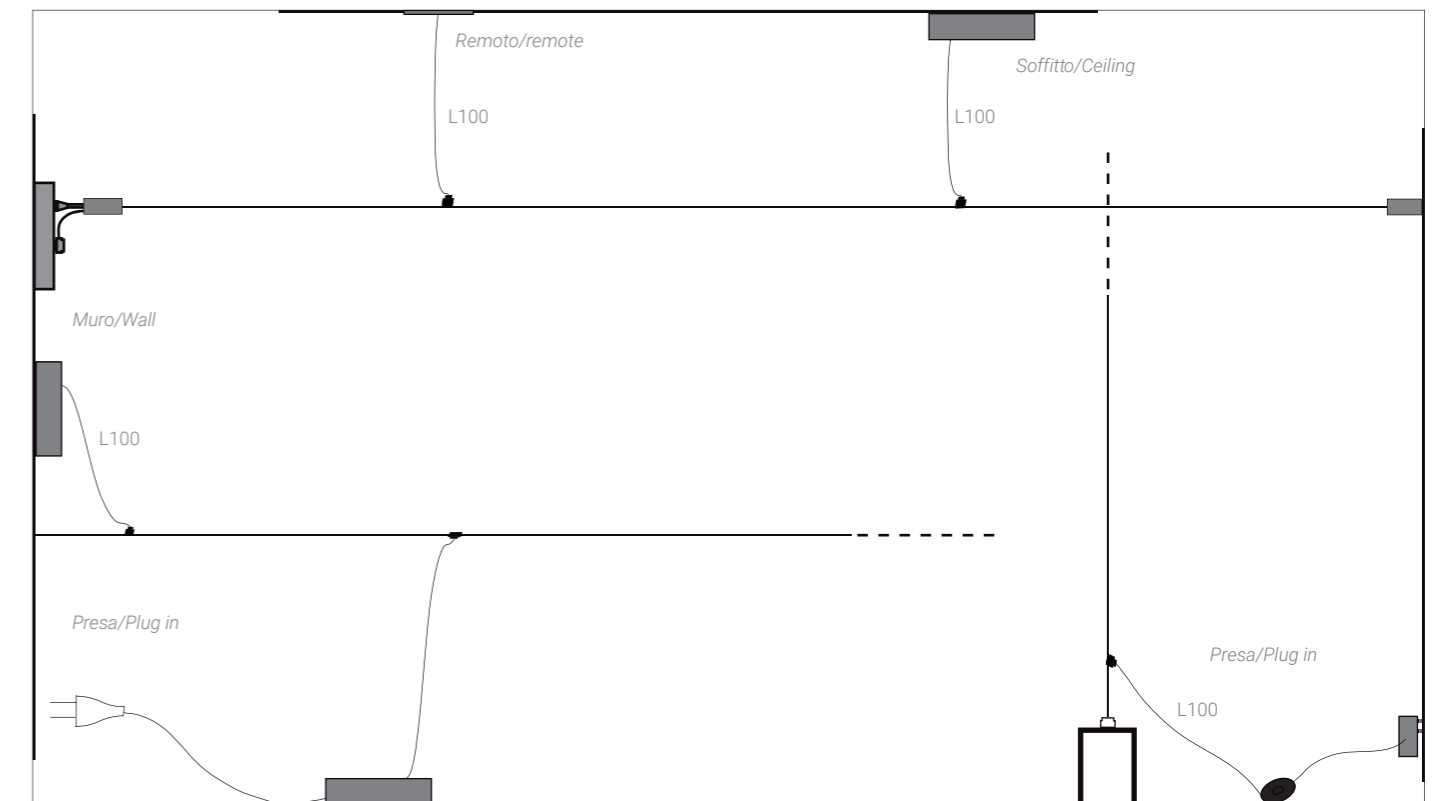 Remoto/remote
Soffitto/Ceiling
L100
L100
Muro/Wall
L100
Presa/Plug in
Presa/Plug in
L100